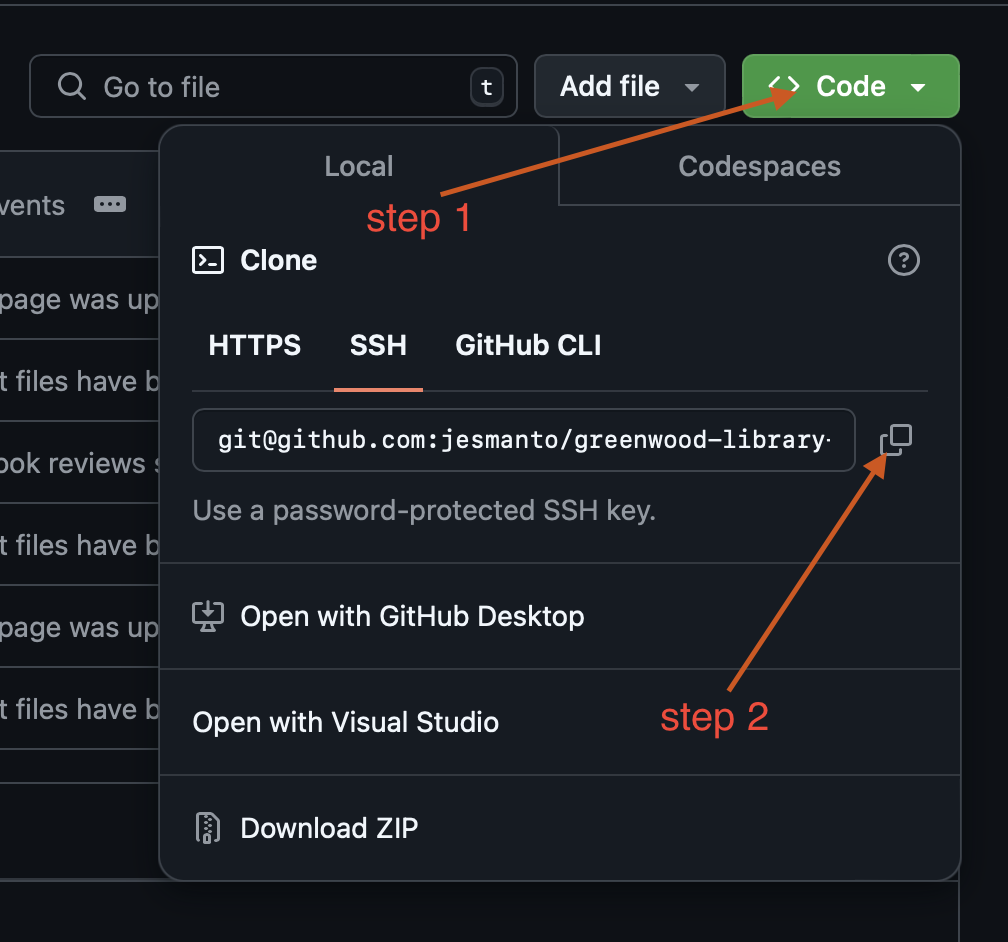 Go to file
t
Add file
<> Code
Local
Codespaces
step 1
vents
Clone
page was up
HTTPS
SSH
GitHub CLI
t files have b
git@github.com:jesmanto/greenwood-library-
ook reviews s
Use a password-protected SSH key.
t files have b
Open with GitHub Desktop
page was up
t files have b
Open with Visual Studio
step 2
Download ZIP